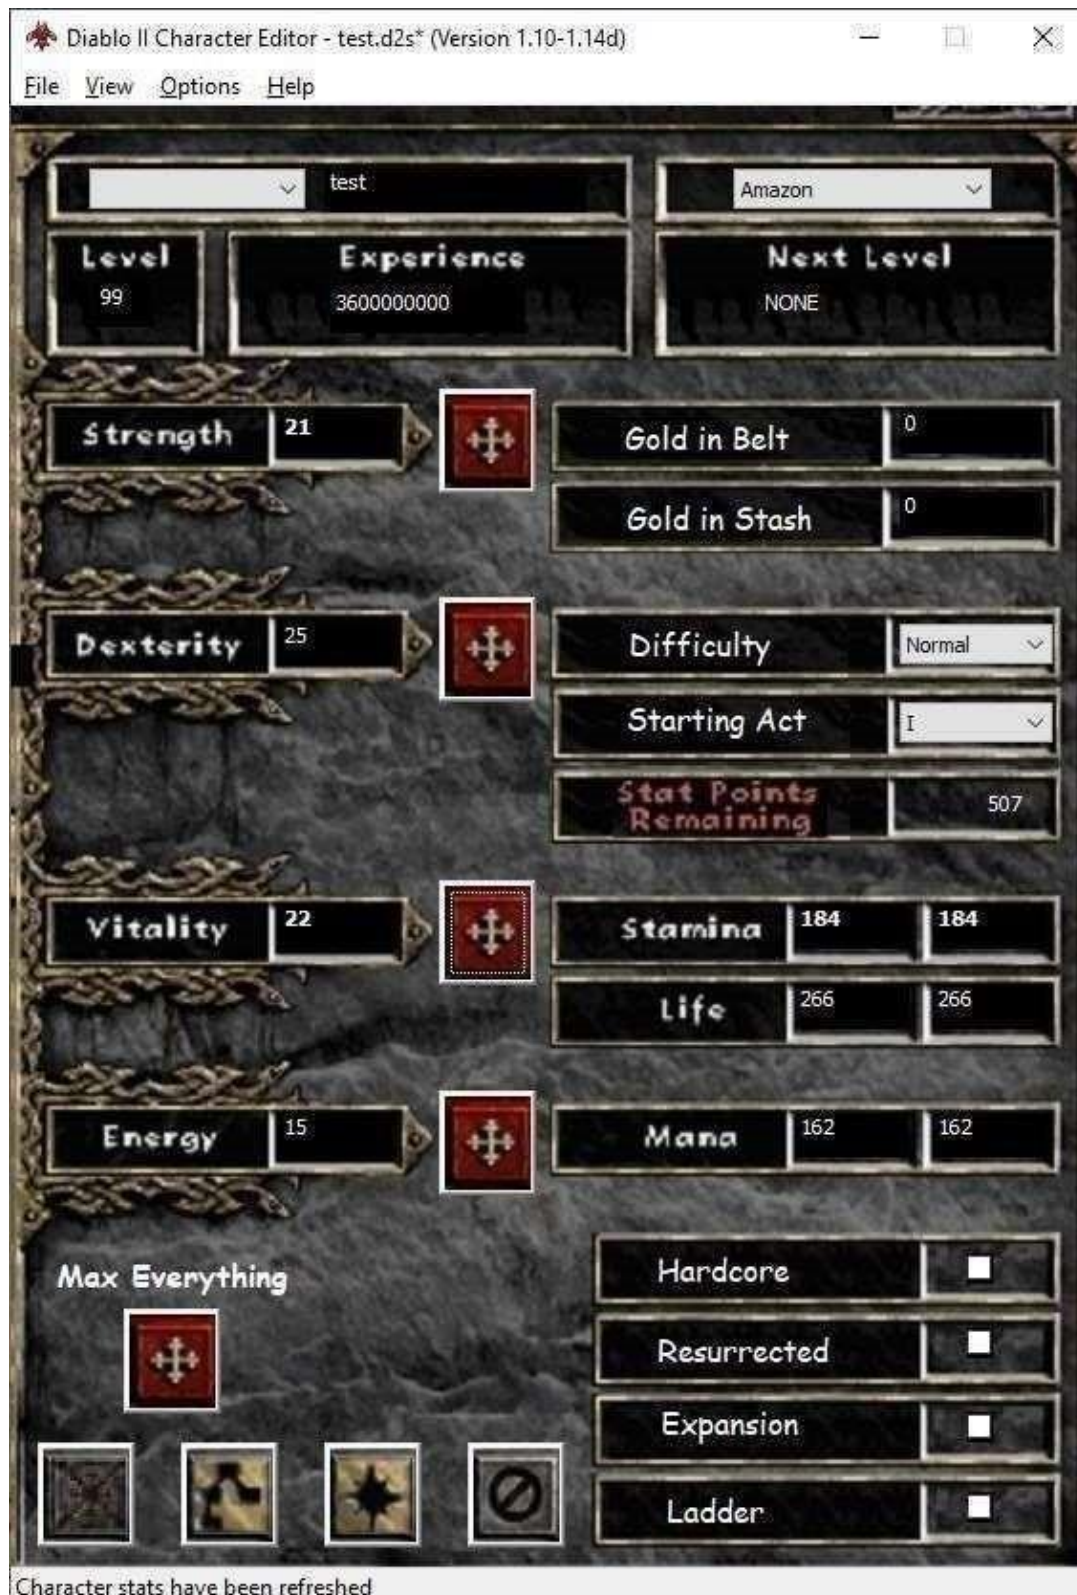 Diablo II Character Editor - test.d2s* (Version 1.10-1.14d)
File View Options Help
test
Amazon
Level
99
Experience
3600000000
Next Level
NONE
Strength 21
Gold in Belt 0
Gold in Stash 0
Dexterity 25
Difficulty Normal
Starting Act I
Stat Points
Remaining
507
Vitality 22
Stamina 184 184
Life 266 266
Energy 15
Mana 162 162
Max Everything
Hardcore
Resurrected
Expansion
Ladder
Character stats have been refreshed